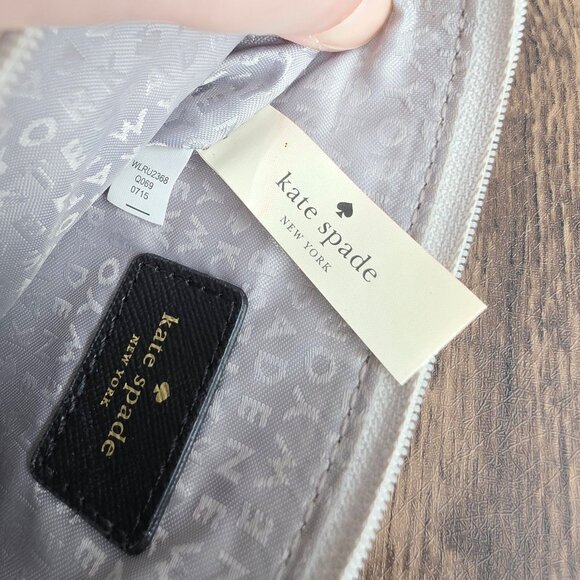 WLRU2368
Q069
0715
kate spade
NEW YORK
kate spade
NEW YORK